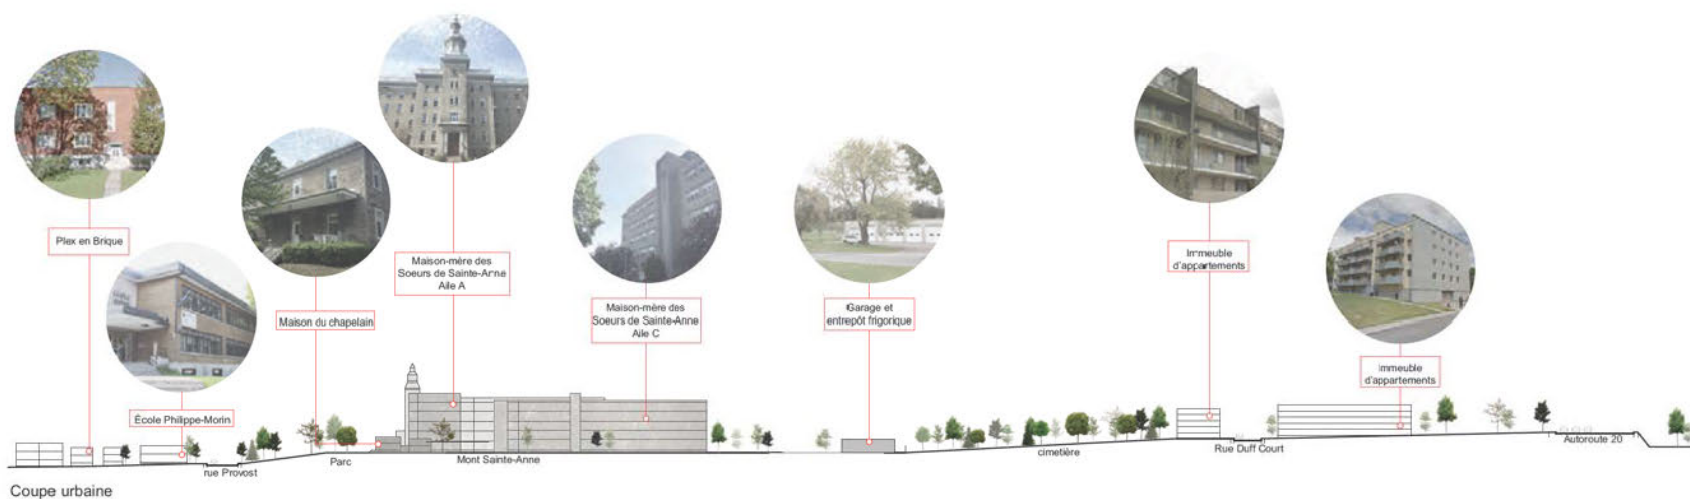 Plex en Brique
École Philippe-Morin
Maison du chapelain
Maison-mère des
Soeurs de Sainte-Anne
Aile A
Maison-mère des
Soeurs de Sainte-Anne
Aile C
Garage et
entrepôt frigorique
Immeuble
d'appartements
Immeuble
d'appartements
rue Provost
Parc
Mont Sainte-Anne
cimetière
Rue Duff Court
Autoroute 20
Coupe urbaine